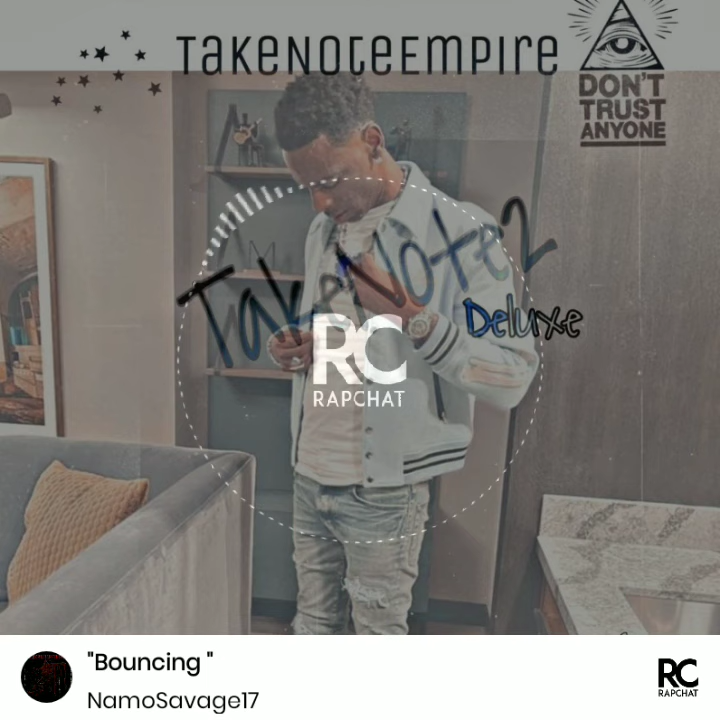 TakeNoteEmpire
DON'T
TRUST
ANYONE
TakeNote2
Deluxe
RC
RAPCHAT
"Bouncing "
NamoSavage17
RC
RAPCHAT